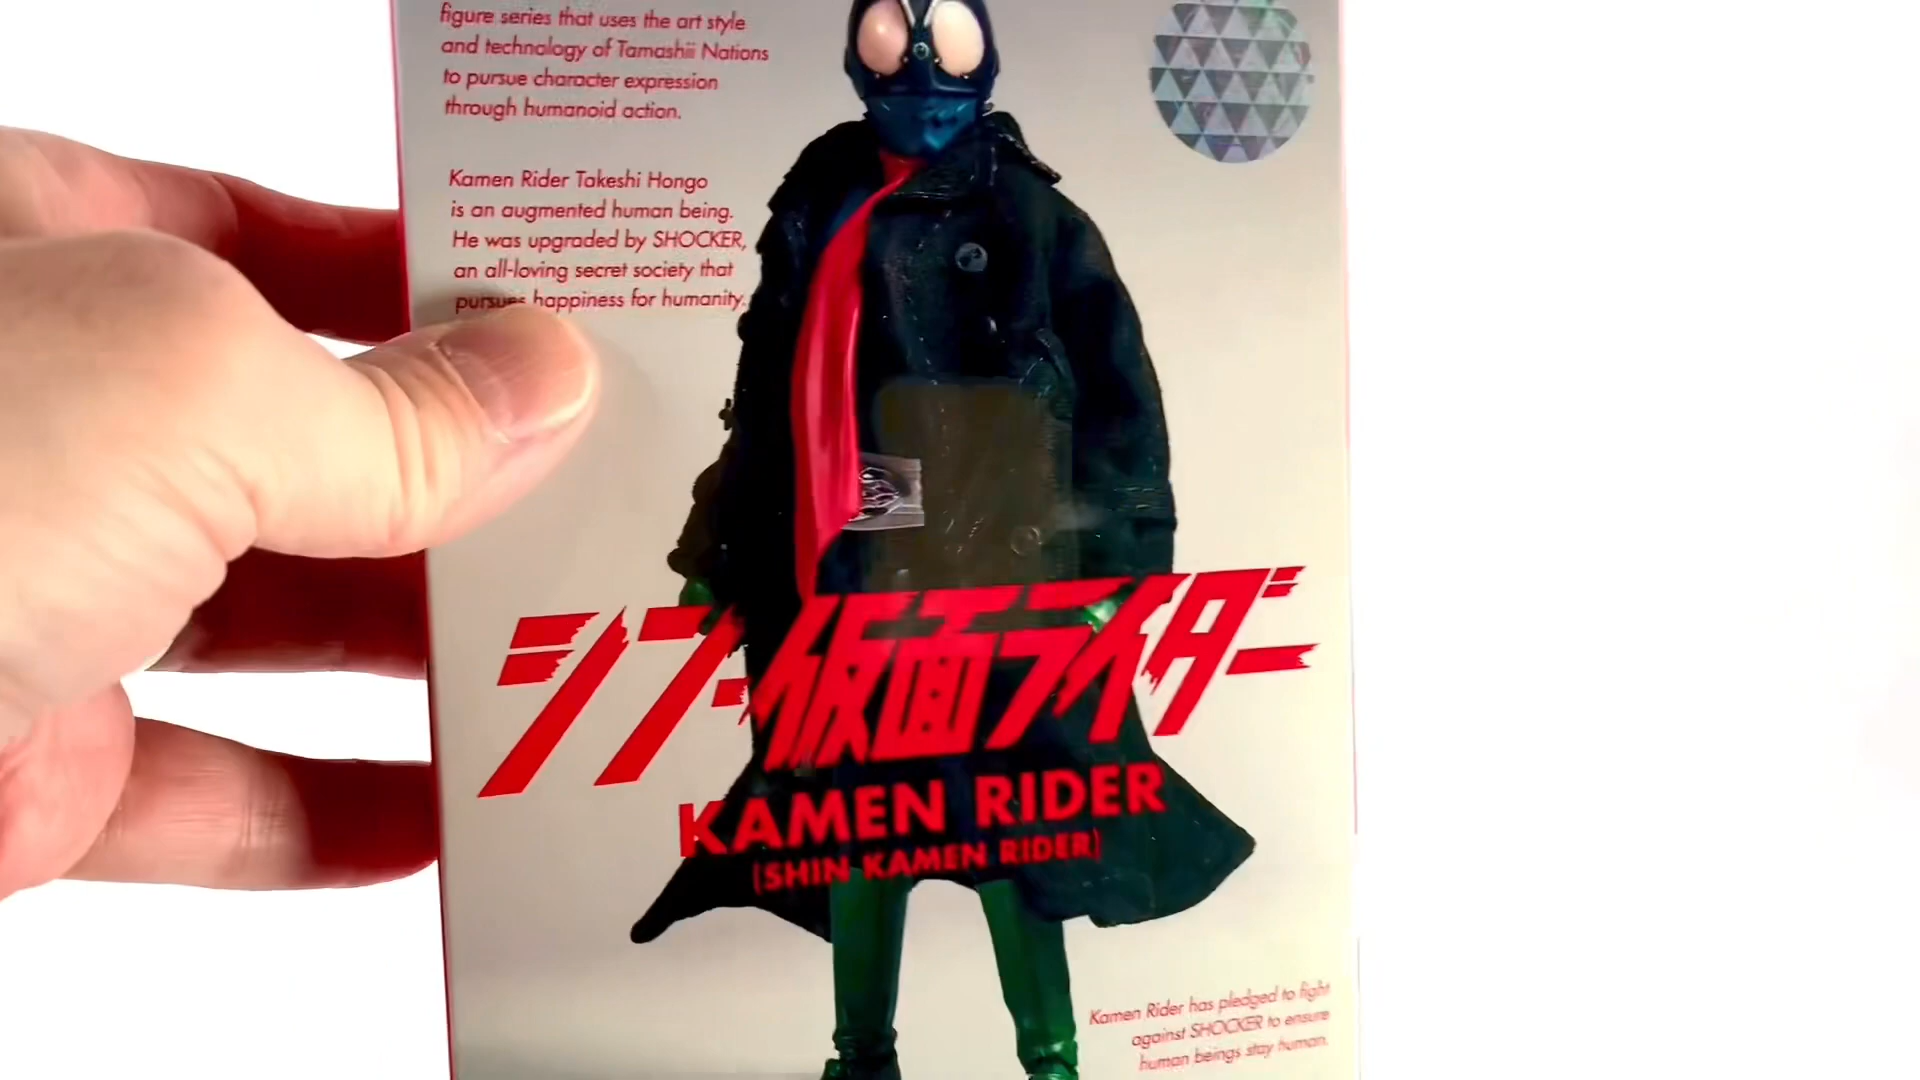 figure series that uses the art style
and technology of Tamashii Nations
to pursue character expression
through humanoid action.
Kamen Rider Takeshi Hongo
is an augmented human being.
He was upgraded by SHOCKER,
an all-loving secret society that
pursues happiness for humanity.
シン・仮面ライダー
KAMEN RIDER
(SHIN KAMEN RIDER)
Kamen Rider has pledged to fight
against SHOCKER to ensure
human beings stay human.